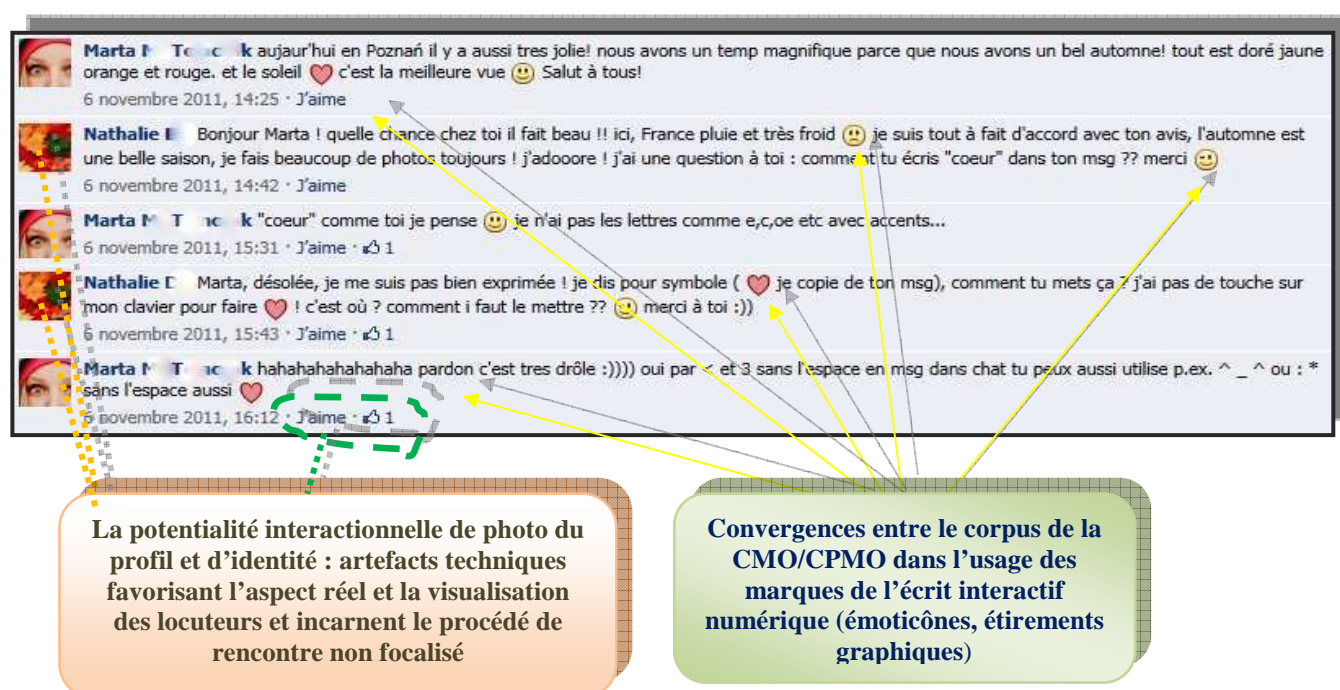 Marta aujaur'hui en Poznań il y a aussi tres jolie! nous avons un temp magnifique parce que nous avons un bel automne! tout est doré jaune
orange et rouge. et le soleil c'est la meilleure vue Salut à tous!
6 novembre 2011, 14:25 · J'aime
Nathalie Bonjour Marta ! quelle chance chez toi il fait beau !! ici, France pluie et très froid je suis tout à fait d'accord avec ton avis, l'automne est
une belle saison, je fais beaucoup de photos toujours ! j'adooore ! j'ai une question à toi : comment tu écris "coeur" dans ton msg ?? merci
6 novembre 2011, 14:42 · J'aime
Marta "coeur" comme toi je pense je n'ai pas les lettres comme e,c,oe etc avec accents...
6 novembre 2011, 15:31 · J'aime · 1
Nathalie Marta, désolée, je me suis pas bien exprimée ! je dis pour symbole ( je copie de ton msg), comment tu mets ça ? j'ai pas de touche sur
mon clavier pour faire ! c'est où ? comment i faut le mettre ?? merci à toi :))
6 novembre 2011, 15:43 · J'aime · 1
Marta hahahahahahahaha pardon c'est tres drôle :)))) oui par < et 3 sans l'espace en msg dans chat tu peux aussi utilise p.ex. ^ _ ^ ou : *
sans l'espace aussi
6 novembre 2011, 16:12 · J'aime · 1
La potentialité interactionnelle de photo du
profil et d'identité : artefacts techniques
favorisant l'aspect réel et la visualisation
des locuteurs et incarnent le procédé de
rencontre non focalisé
Convergences entre le corpus de la
CMO/CPMO dans l'usage des
marques de l'écrit interactif
numérique (émoticônes, étirements
graphiques)